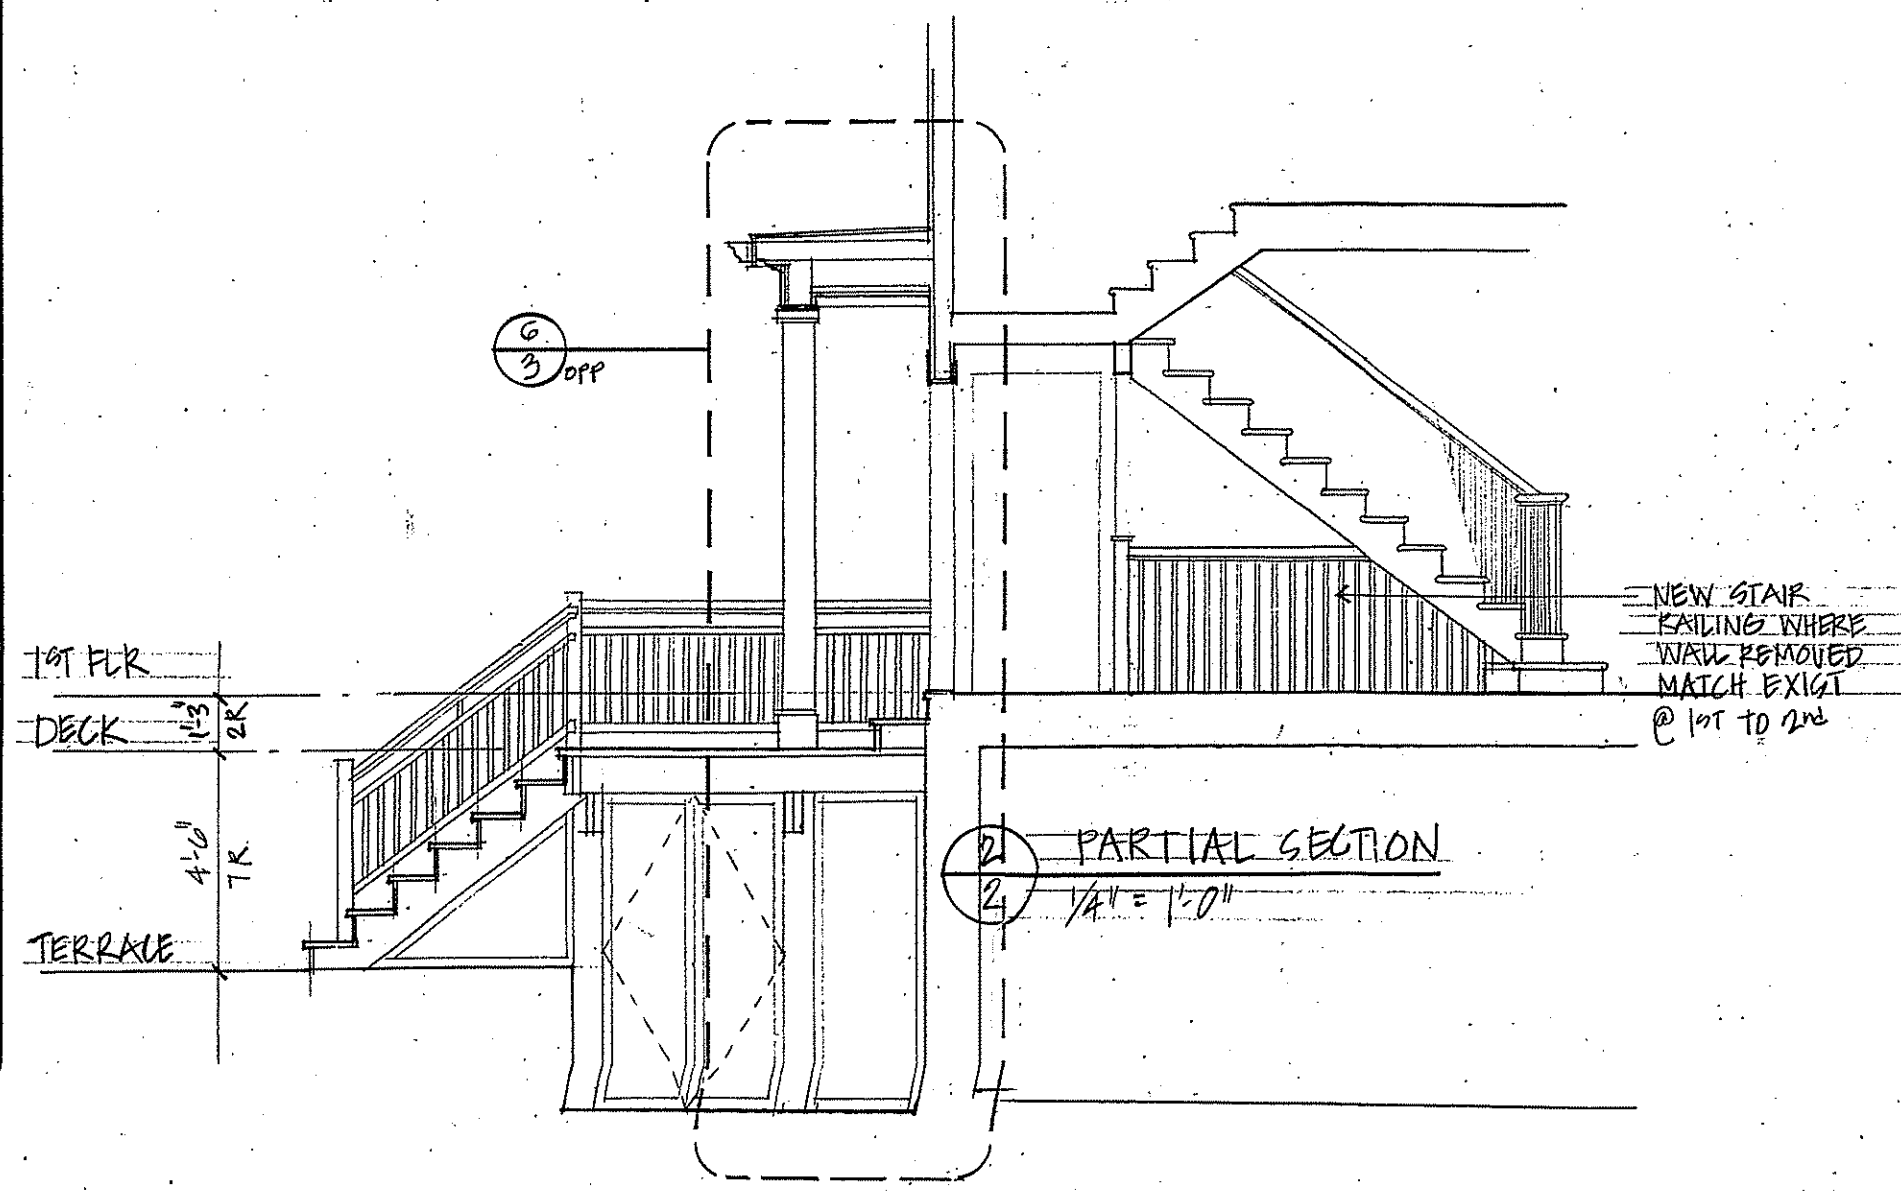 6
3
OPP
1ST FLR
1'-3"
2R
DECK
4'-6"
7R.
TERRACE
NEW STAIR
RAILING WHERE
WALL REMOVED
MATCH EXIST
@ 1ST TO 2nd
2
2
PARTIAL SECTION
1/4" = 1'-0"